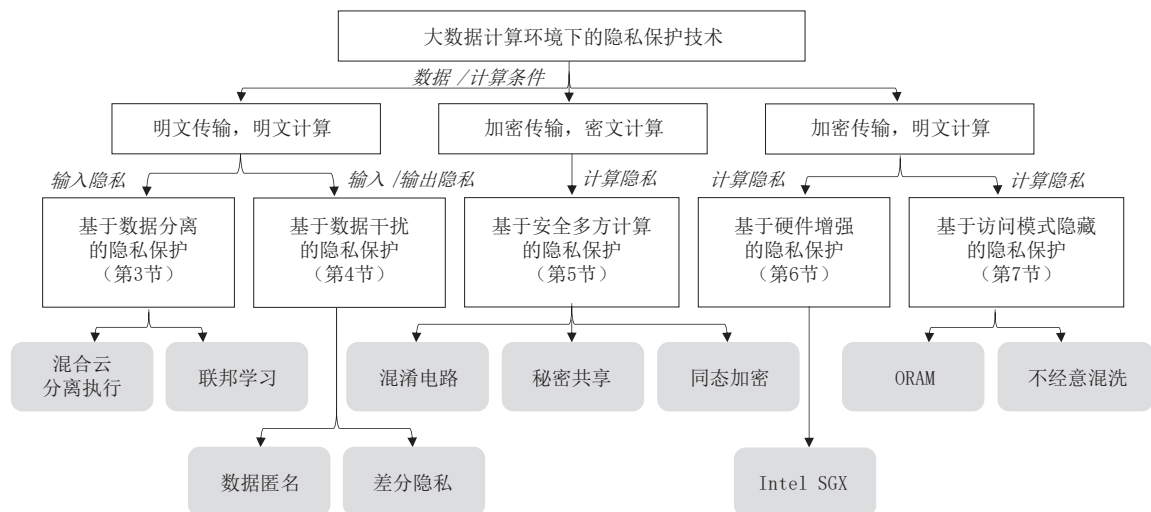 大数据计算环境下的隐私保护技术
数据 /计算条件
明文传输，明文计算
加密传输，密文计算
加密传输，明文计算
输入隐私
输入 /输出隐私
计算隐私
计算隐私
计算隐私
基于数据分离
的隐私保护
（第3节）
基于数据干扰
的隐私保护
（第4节）
基于安全多方计算
的隐私保护
（第5节）
基于硬件增强
的隐私保护
（第6节）
基于访问模式隐藏
的隐私保护
（第7节）
混合云
分离执行
联邦学习
混淆电路
秘密共享
同态加密
ORAM
不经意混洗
数据匿名
差分隐私
Intel SGX